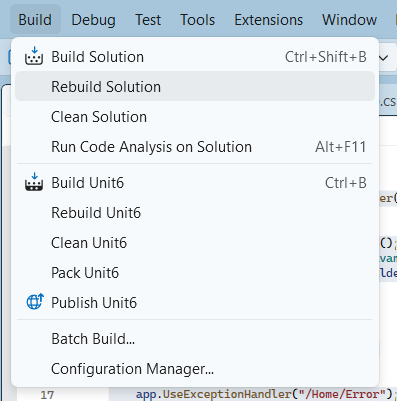 Build Debug Test Tools Extensions Window
Build Solution Ctrl+Shift+B
Rebuild Solution
Clean Solution
Run Code Analysis on Solution Alt+F11
Build Unit6 Ctrl+B
Rebuild Unit6
Clean Unit6
Pack Unit6
Publish Unit6
Batch Build...
Configuration Manager...
.cs
er(
();
17 app.UseExceptionHandler("/Home/Error");